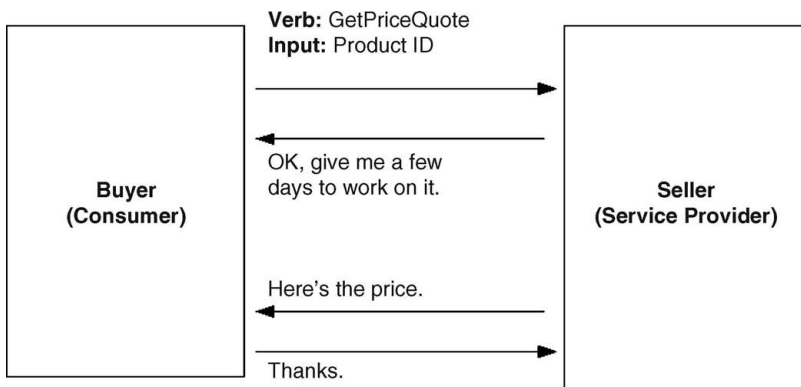 Verb: GetPriceQuote
Input: Product ID
OK, give me a few
days to work on it.
Buyer
(Consumer)
Seller
(Service Provider)
Here's the price.
Thanks.